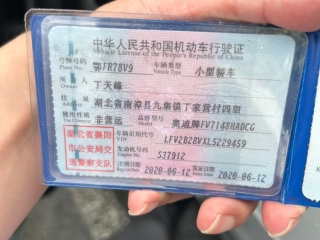 中华人民共和国机动车行驶证
Vehicle License of the People's Republic of China
号牌号码 Plate No. 鄂FR78V9 车辆类型 Vehicle Type 小型轿车
所有人 Owner 丁天雄
住址 Address 湖北省南漳县九集镇丁家营村四组
使用性质 非营运 品牌型号 Model 奥迪牌FV7148HADCG
湖北省襄阳 车辆识别代号 VIN LFV2B28VXL5229459
市公安局交 发动机号码 Engine No. 537912
通警察支队 注册日期 2020-06-12 发证日期 2020-06-12